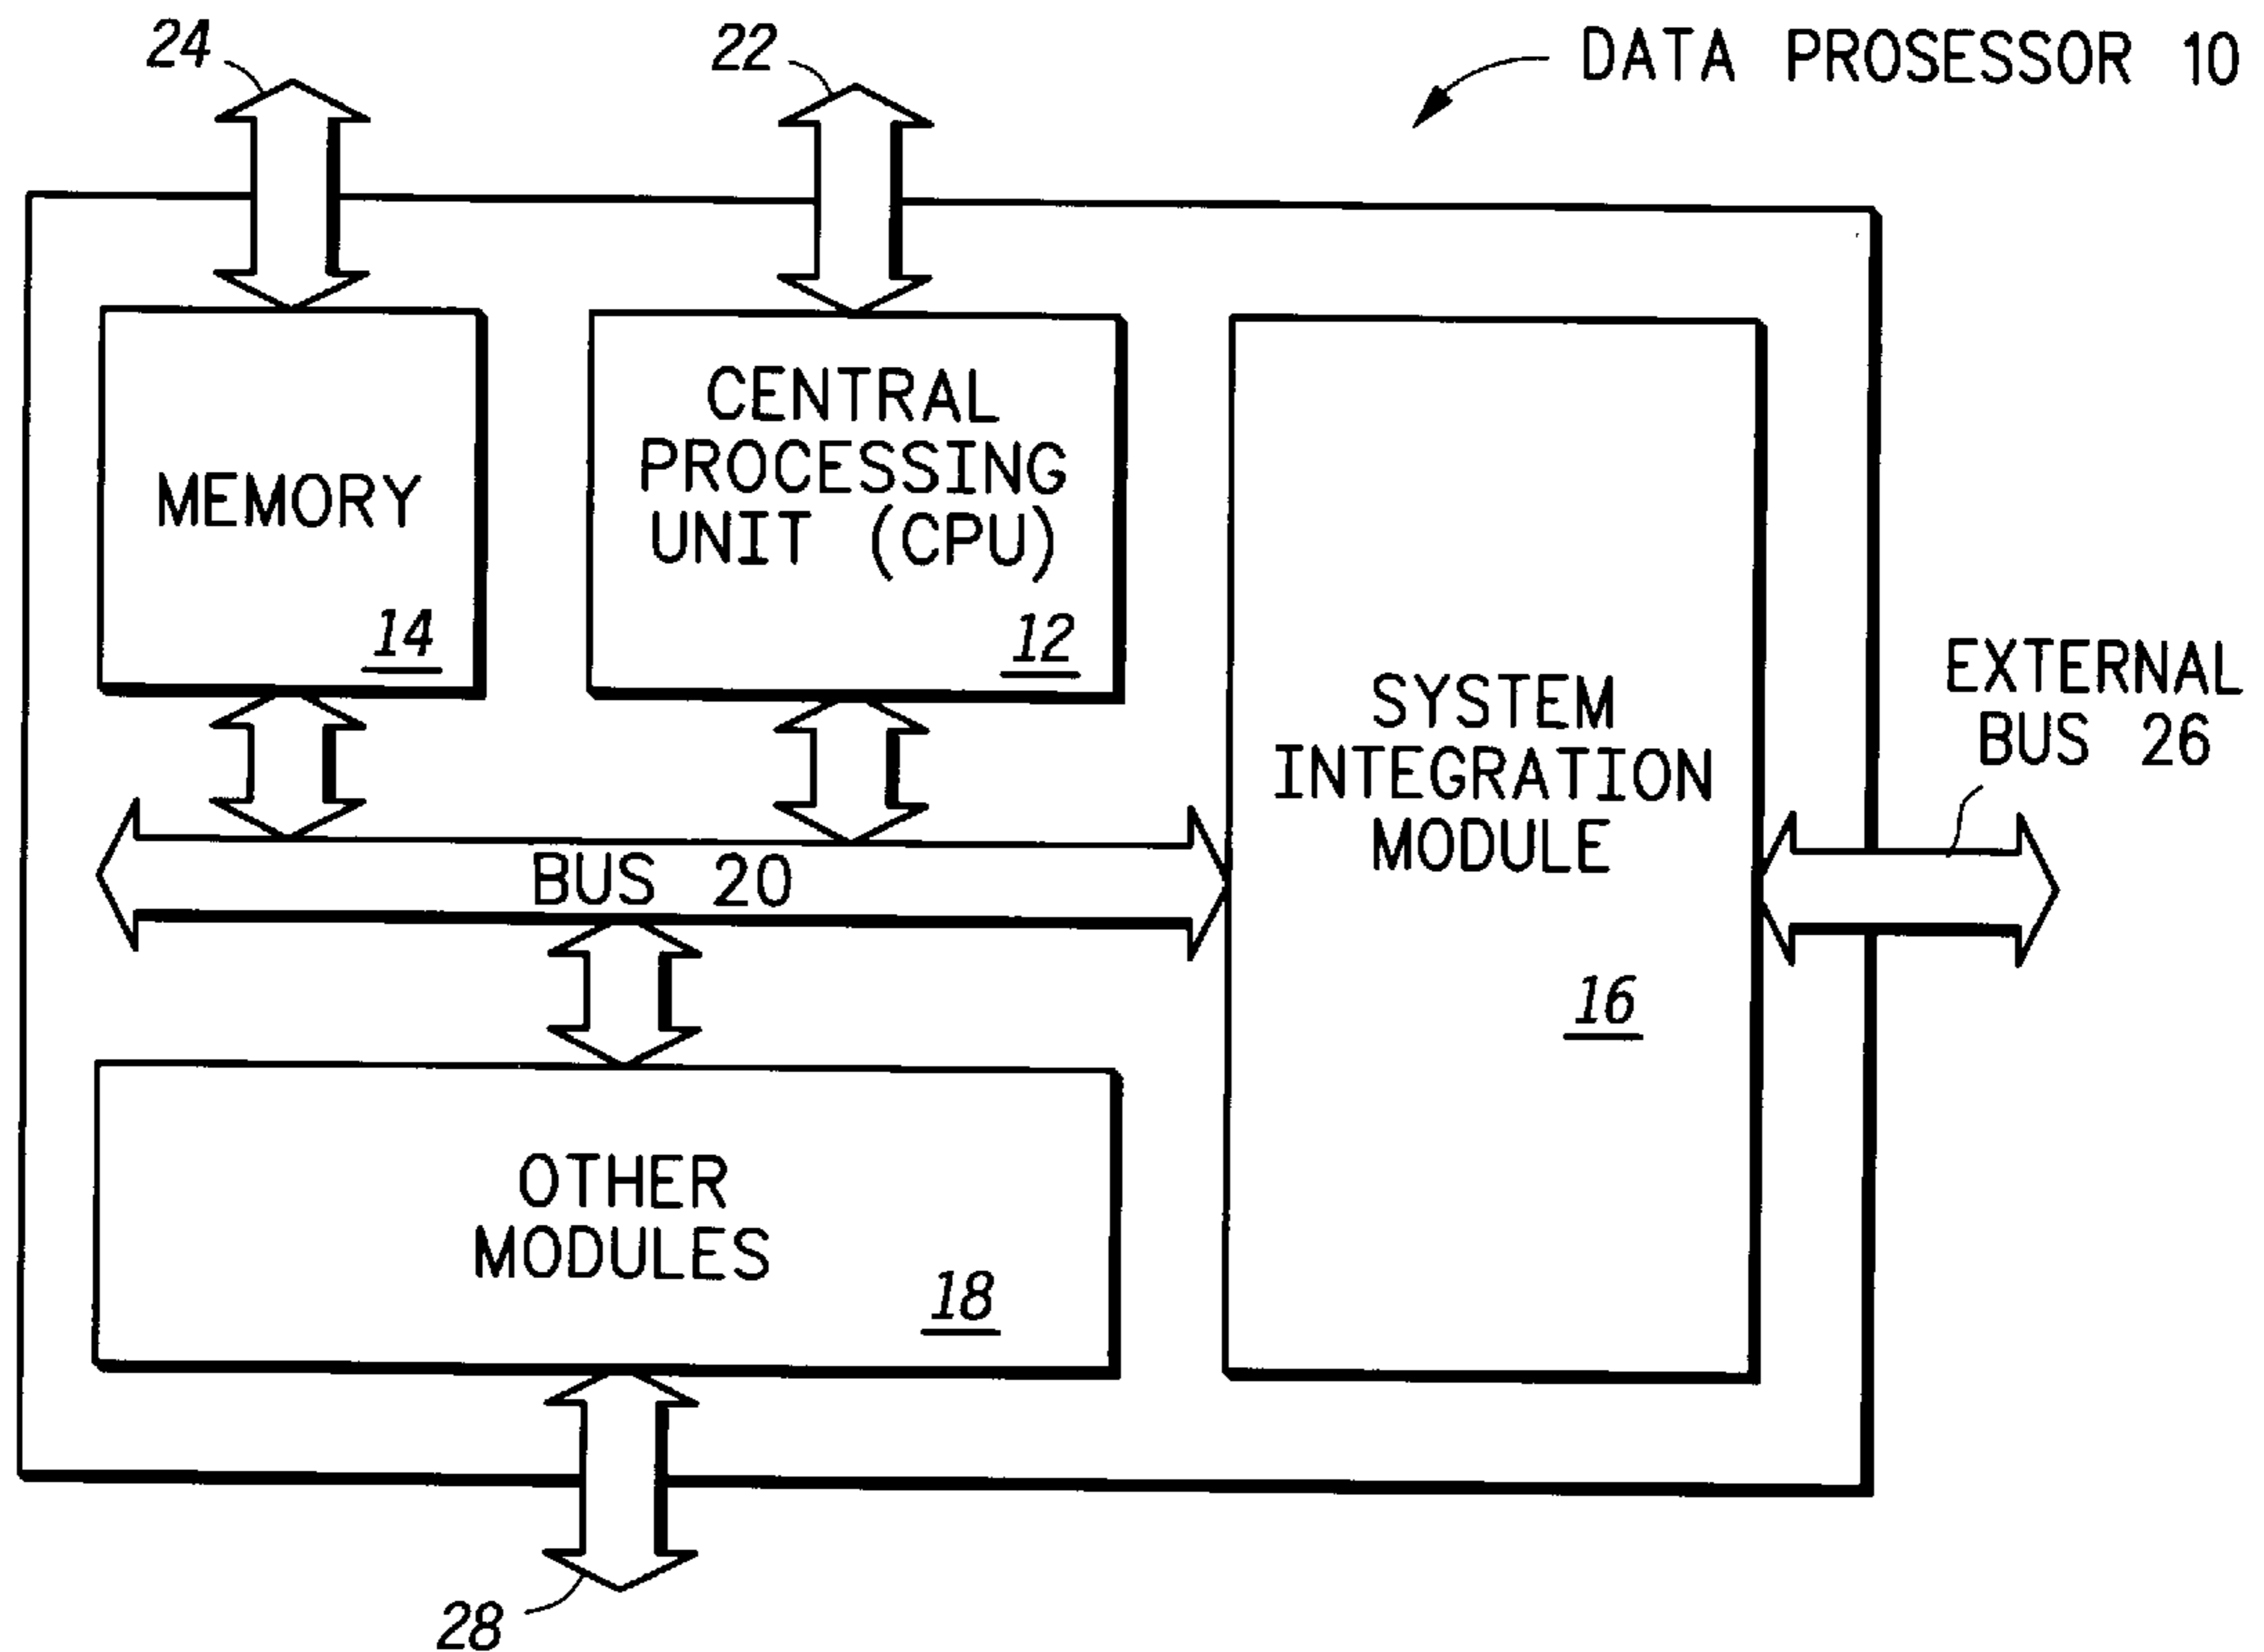 24
22
DATA PROSESSOR 10
MEMORY
14
CENTRAL
PROCESSING
UNIT (CPU)
12
SYSTEM
INTEGRATION
MODULE
16
EXTERNAL
BUS 26
BUS 20
OTHER
MODULES
18
28